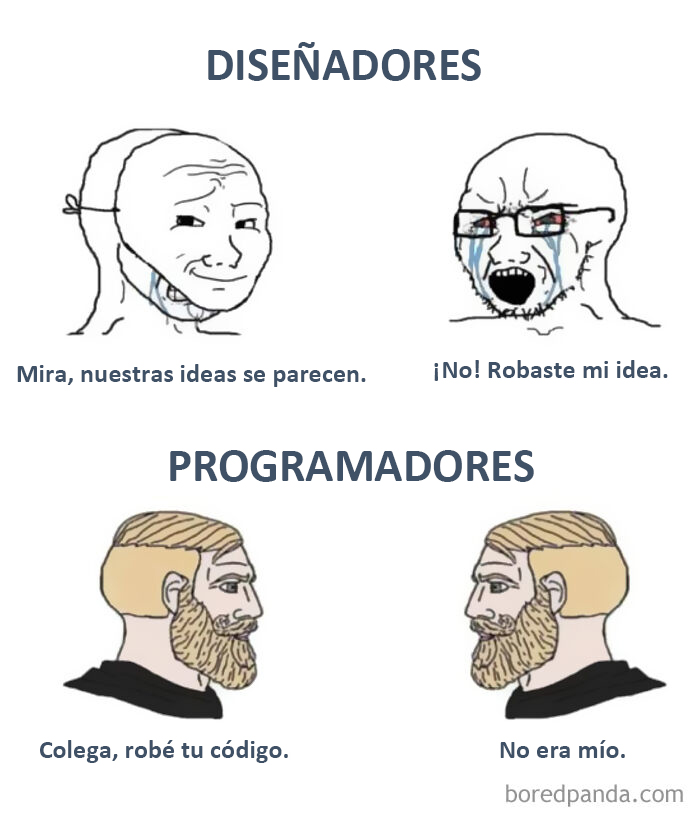 DISEÑADORES
Mira, nuestras ideas se parecen.
¡No! Robaste mi idea.
PROGRAMADORES
Colega, robé tu código.
No era mío.
boredpanda.com